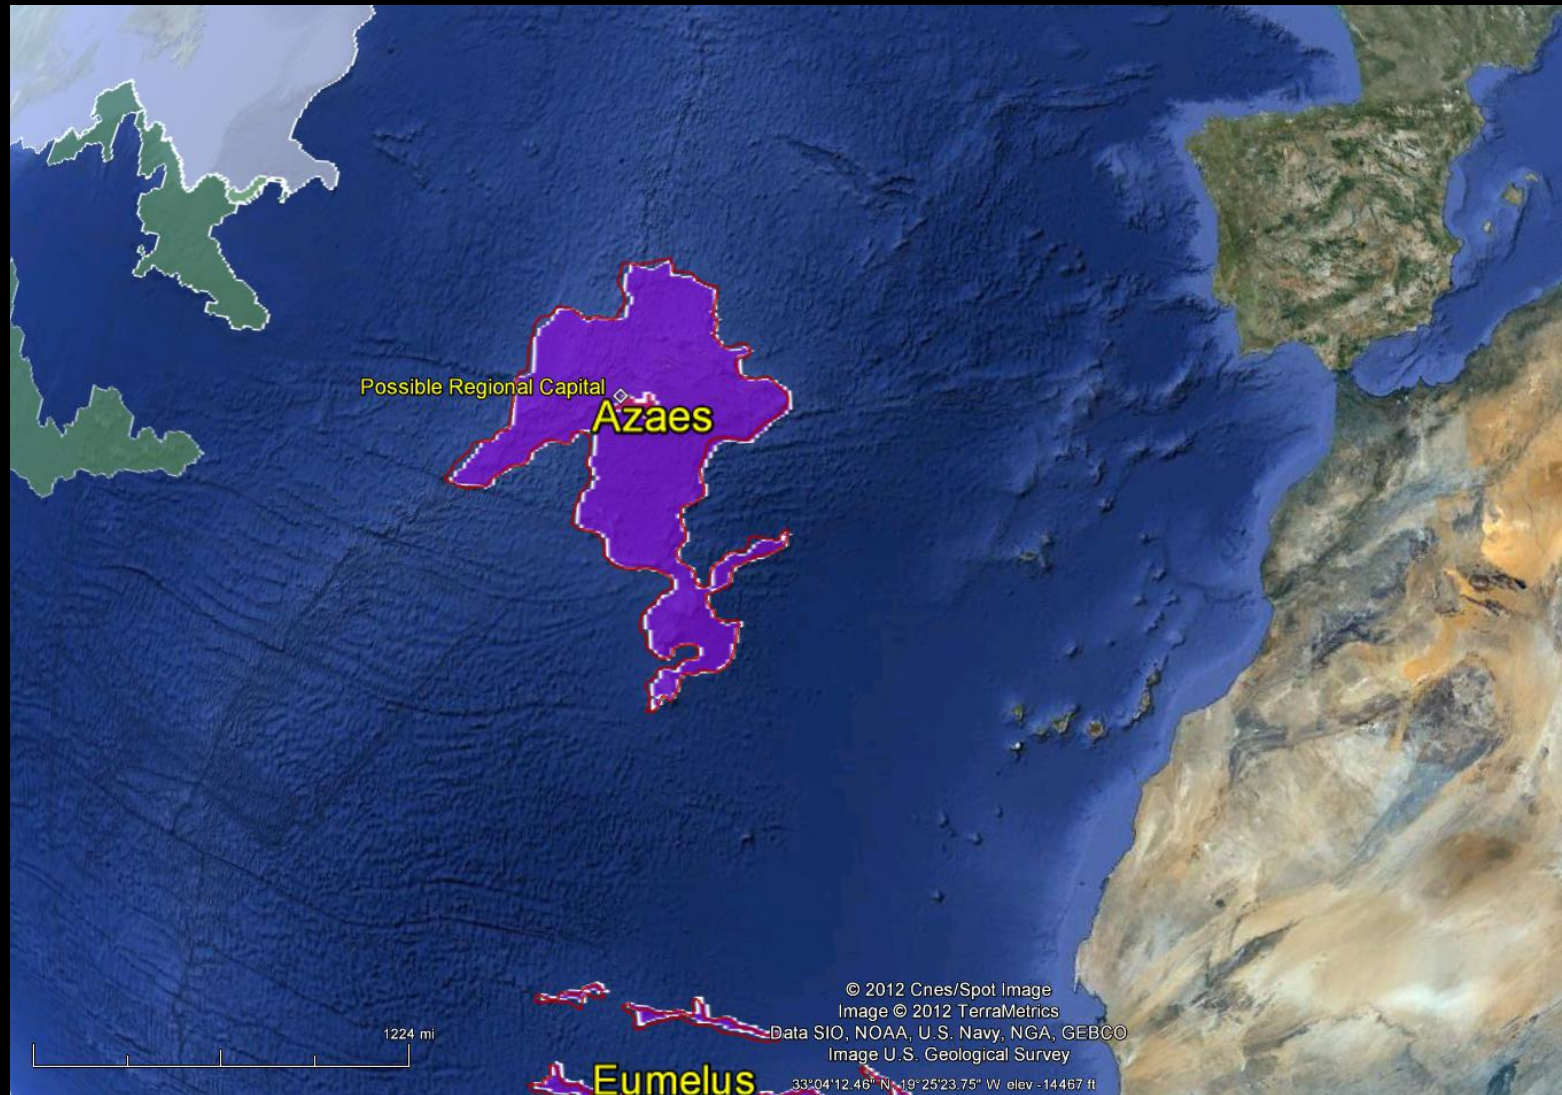 Possible Regional Capital
Azaes
© 2012 Cnes/Spot Image
Image © 2012 TerraMetrics
1224 mi
Data SIO, NOAA, U.S. Navy, NGA, GEBCO
Image U.S. Geological Survey
Eumelus
33°04'12.46" N 19°25'23.75" W elev -14467 ft